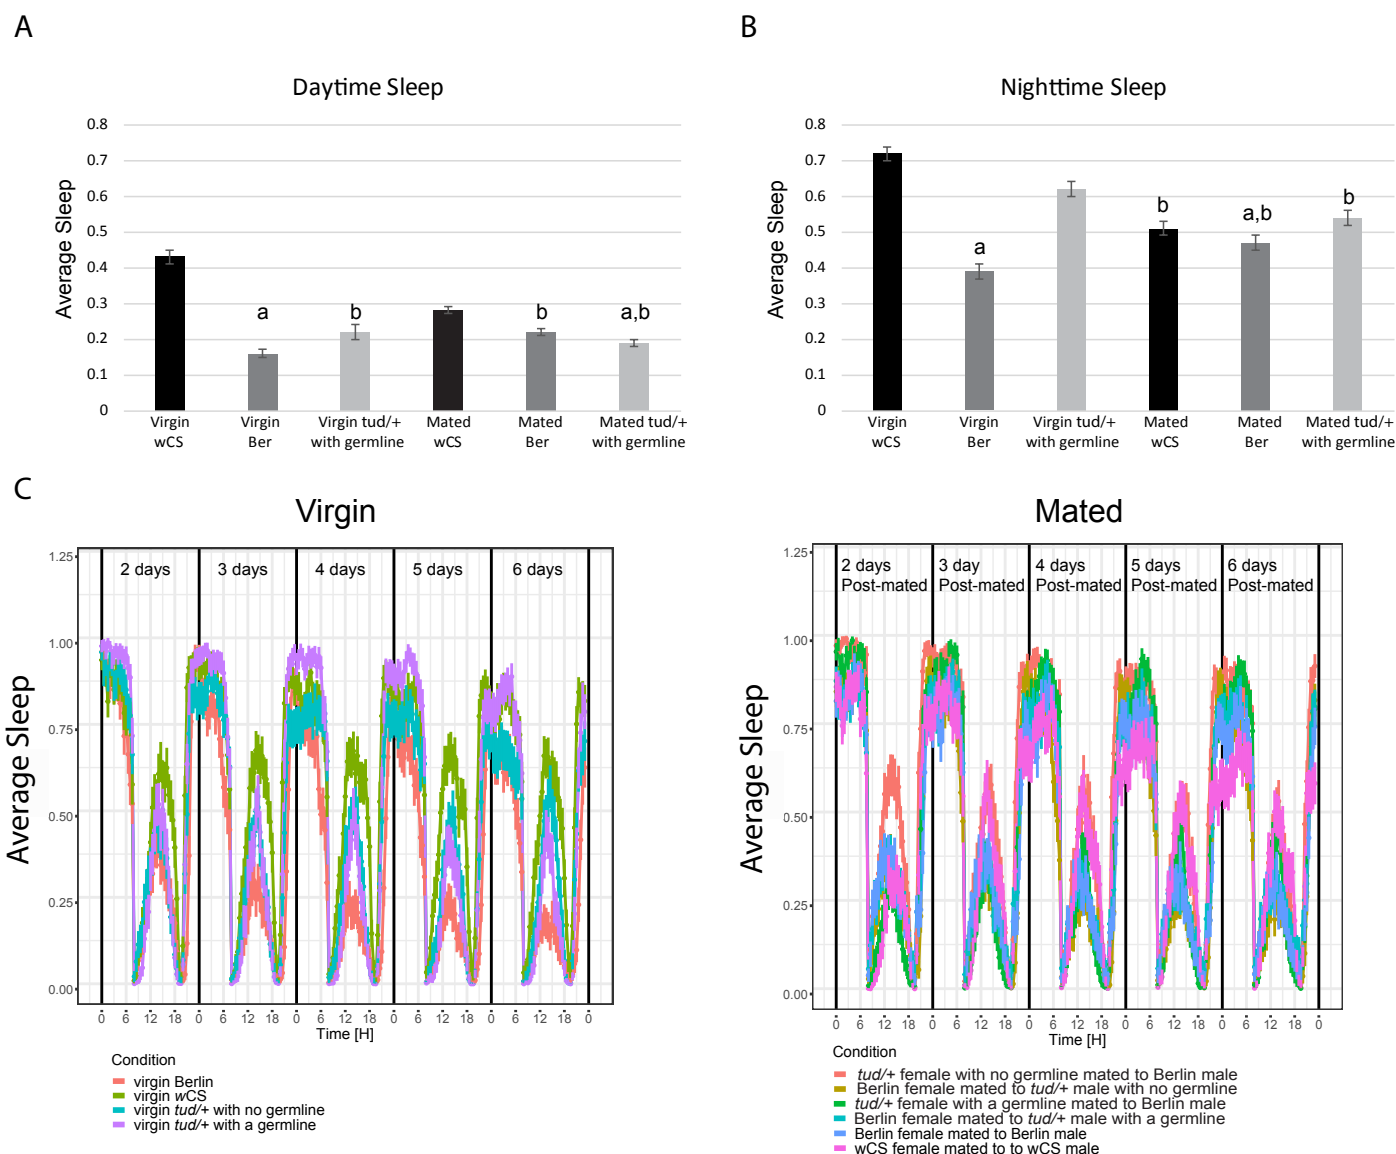 A
B
Daytime Sleep
Nighttime Sleep
Average Sleep
0.8
0.7
0.6
0.5
0.4
0.3
0.2
0.1
0
a
b
b
a,b
Virgin wCS
Virgin Ber
Virgin tud/+ with germline
Mated wCS
Mated Ber
Mated tud/+ with germline
Average Sleep
0.8
0.7
0.6
0.5
0.4
0.3
0.2
0.1
0
a
b
a,b
b
Virgin wCS
Virgin Ber
Virgin tud/+ with germline
Mated wCS
Mated Ber
Mated tud/+ with germline
C
Virgin
Average Sleep
1.25
1.00
0.75
0.50
0.25
0.00
2 days
3 days
4 days
5 days
6 days
0 6 12 18 0 6 12 18 0 6 12 18 0 6 12 18 0 6 12 18 0
Time [H]
Condition
virgin Berlin
virgin wCS
virgin tud/+ with no germline
virgin tud/+ with a germline
Mated
Average Sleep
1.25
1.00
0.75
0.50
0.25
0.00
2 days Post-mated
3 day Post-mated
4 days Post-mated
5 days Post-mated
6 days Post-mated
0 6 12 18 0 6 12 18 0 6 12 18 0 6 12 18 0 6 12 18 0
Time [H]
Condition
tud/+ female with no germline mated to Berlin male
Berlin female mated to tud/+ male with no germline
tud/+ female with a germline mated to Berlin male
Berlin female mated to tud/+ male with a germline
Berlin female mated to Berlin male
wCS female mated to to wCS male